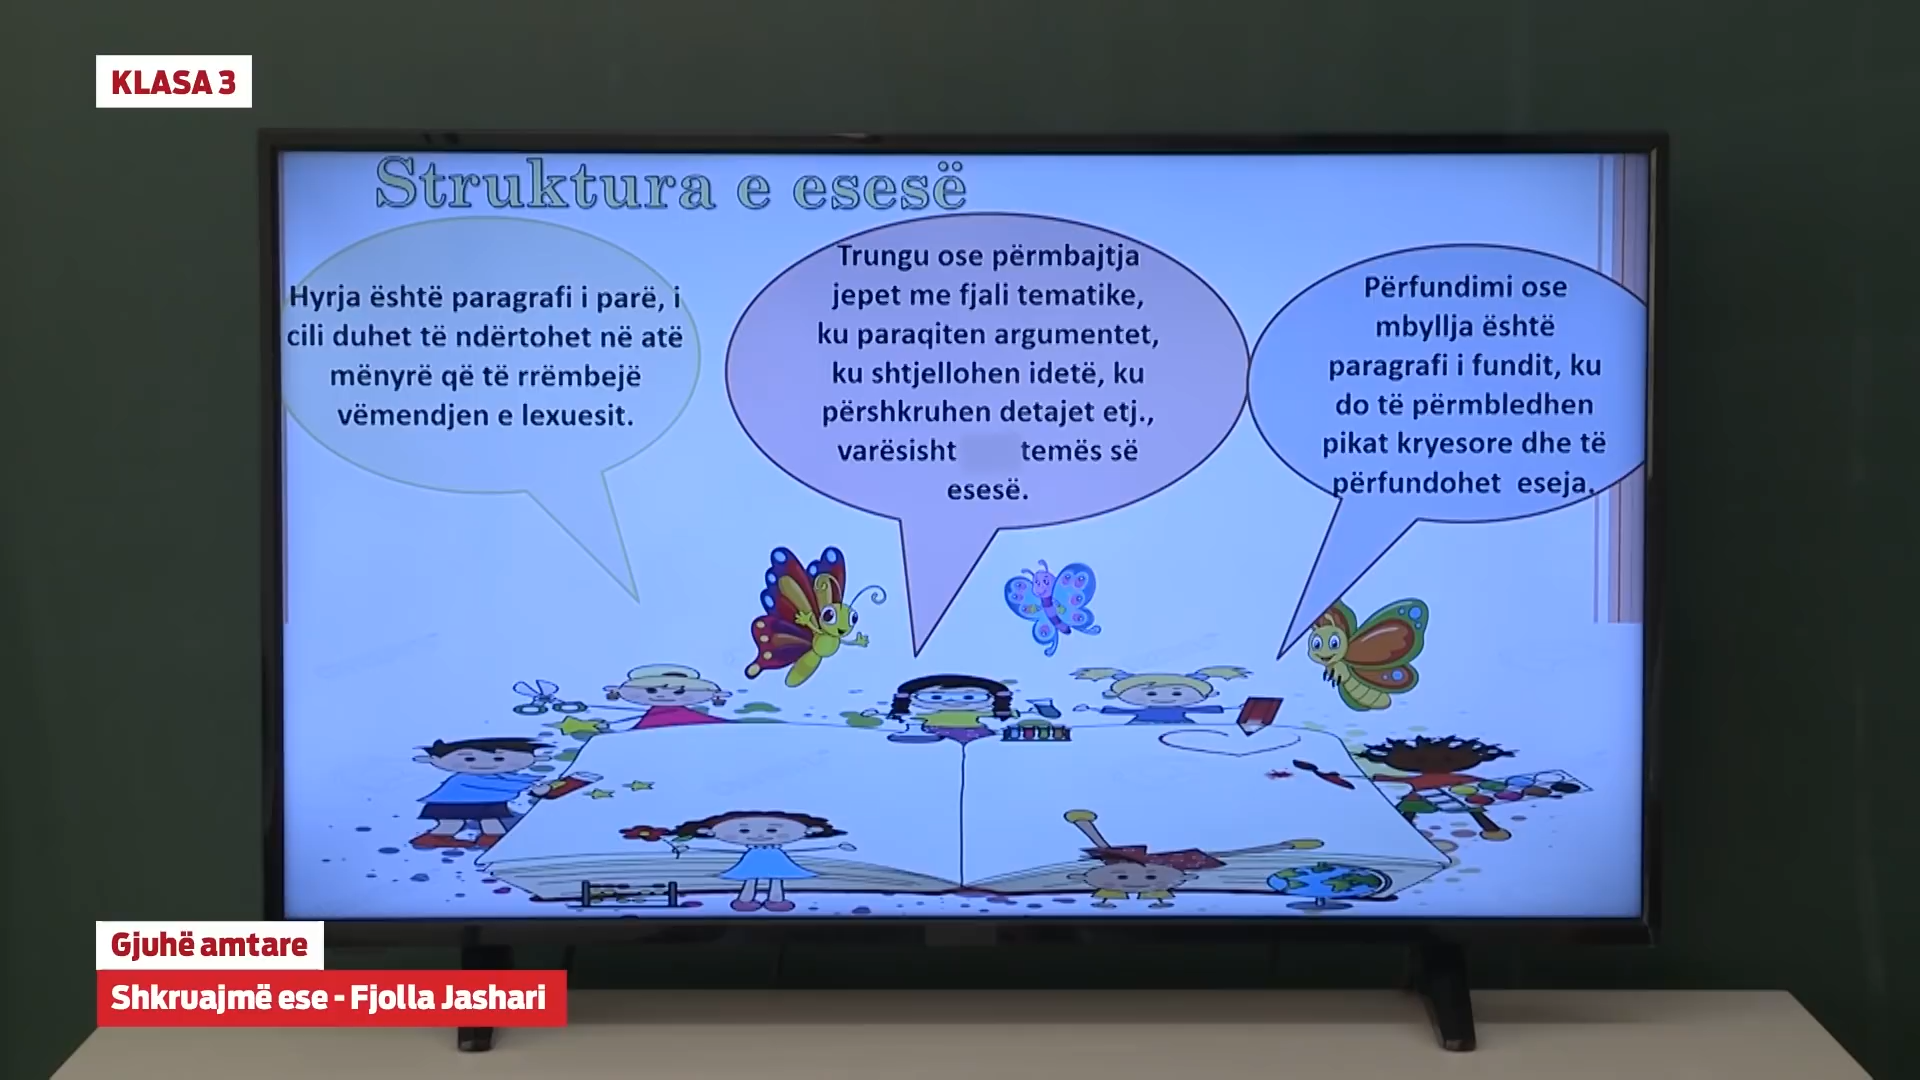 KLASA 3
Struktura e esesë
Hyrja është paragrafi i parë, i
cili duhet të ndërtohet në atë
mënyrë që të rrëmbejë
vëmendjen e lexuesit.
Trungu ose përmbajtja
jepet me fjali tematike,
ku paraqiten argumentet,
ku shtjellohen idetë, ku
përshkruhen detajet etj.,
varësisht temës së
esesë.
Përfundimi ose
mbyllja është
paragrafi i fundit, ku
do të përmbledhen
pikat kryesore dhe të
përfundohet eseja.
Gjuhë amtare
Shkruajmë ese - Fjolla Jashari